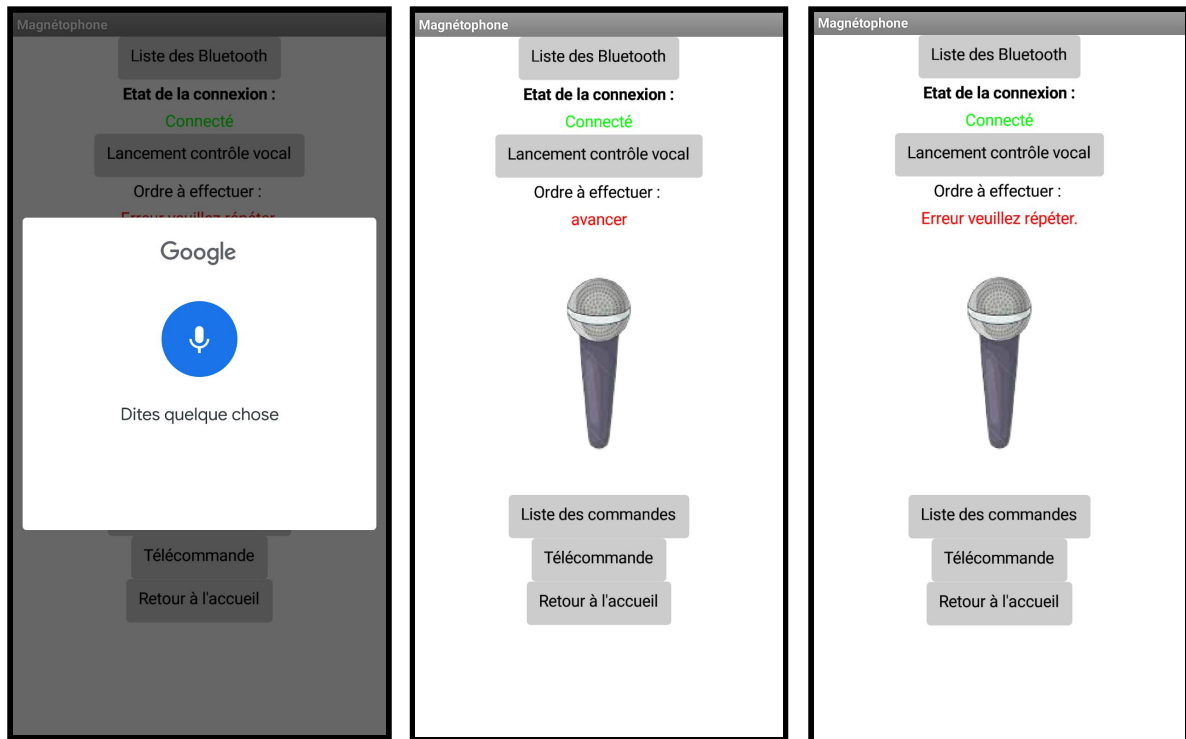 Magnétophone
Liste des Bluetooth
Etat de la connexion :
Connecté
Lancement contrôle vocal
Ordre à effectuer :
Erreur veuillez répéter.
Google
Dites quelque chose
Télécommande
Retour à l'accueil
Magnétophone
Liste des Bluetooth
Etat de la connexion :
Connecté
Lancement contrôle vocal
Ordre à effectuer :
avancer
Liste des commandes
Télécommande
Retour à l'accueil
Magnétophone
Liste des Bluetooth
Etat de la connexion :
Connecté
Lancement contrôle vocal
Ordre à effectuer :
Erreur veuillez répéter.
Liste des commandes
Télécommande
Retour à l'accueil